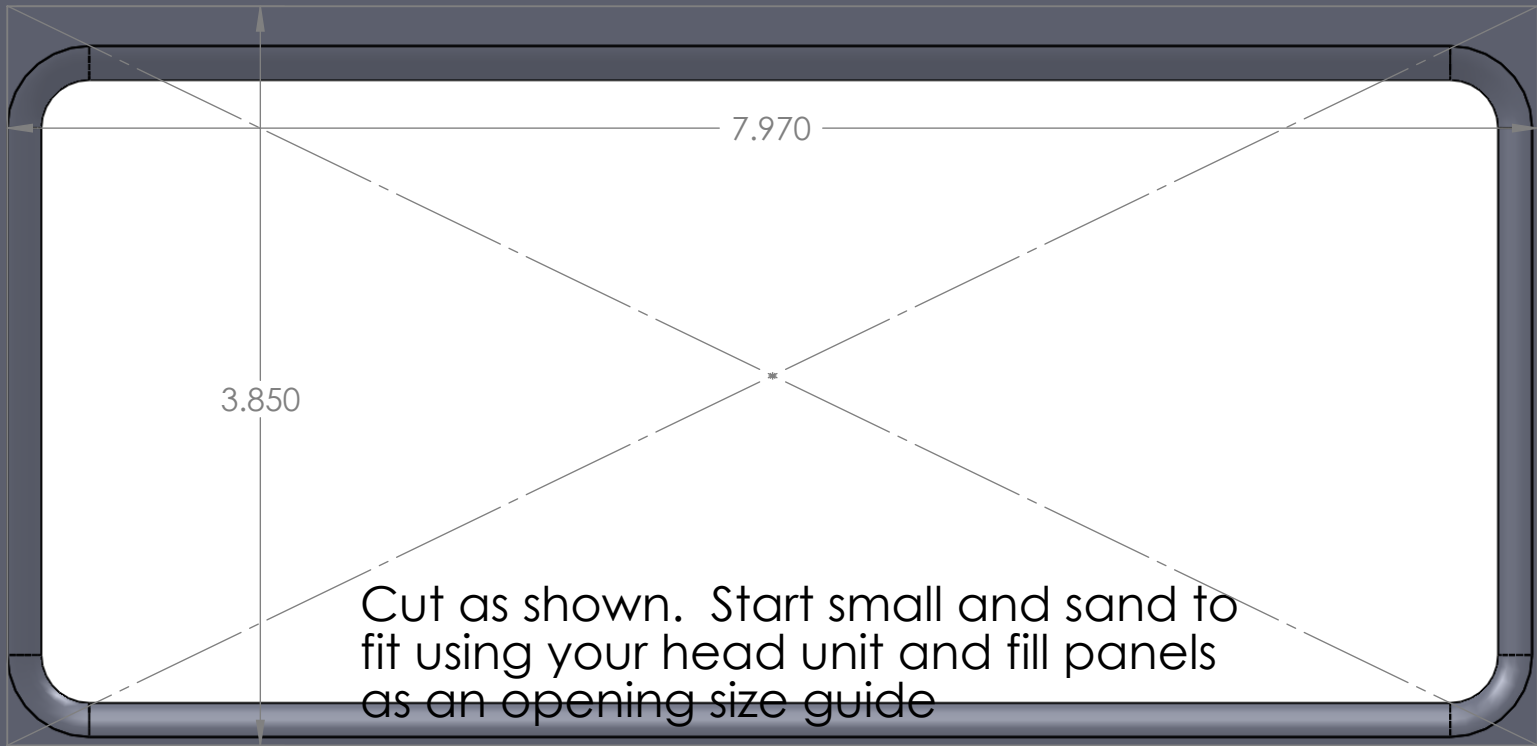 7.970
3.850
Cut as shown.  Start small and sand to
fit using your head unit and fill panels
as an opening size guide